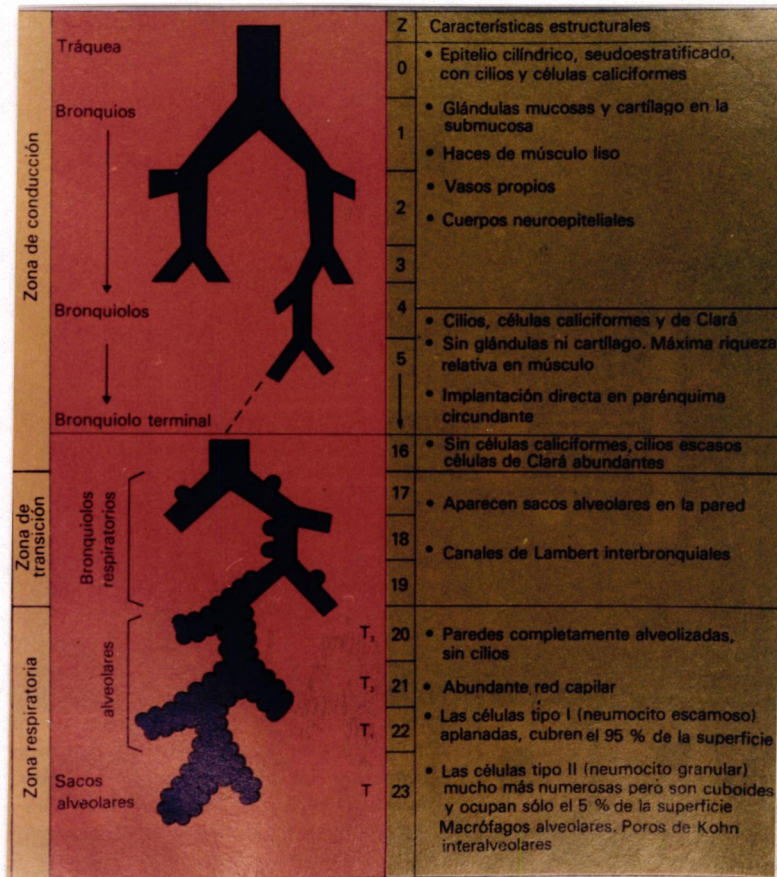 Z Características estructurales
Tráquea
0
• Epitelio cilíndrico, seudoestratificado,
con cilios y células caliciformes
Bronquios
1
• Glándulas mucosas y cartílago en la
submucosa
• Haces de músculo liso
2
• Vasos propios
• Cuerpos neuroepiteliales
3
Zona de conducción
4
Bronquiolos
• Cilios, células caliciformes y de Clará
5
• Sin glándulas ni cartílago. Máxima riqueza
relativa en músculo
• Implantación directa en parénquima
circundante
Bronquiolo terminal
16
• Sin células caliciformes, cilios escasos
células de Clará abundantes
Zona de
transición
Bronquiolos
respiratorios
17
• Aparecen sacos alveolares en la pared
18
• Canales de Lambert interbronquiales
19
Zona respiratoria
alveolares
T₃ 20
• Paredes completamente alveolizadas,
sin cilios
T₂ 21
• Abundante red capilar
T₁ 22
• Las células tipo I (neumocito escamoso)
aplanadas, cubren el 95 % de la superficie
Sacos
alveolares
T 23
• Las células tipo II (neumocito granular)
mucho más numerosas pero son cuboides
y ocupan sólo el 5 % de la superficie
Macrófagos alveolares. Poros de Kohn
interalveolares